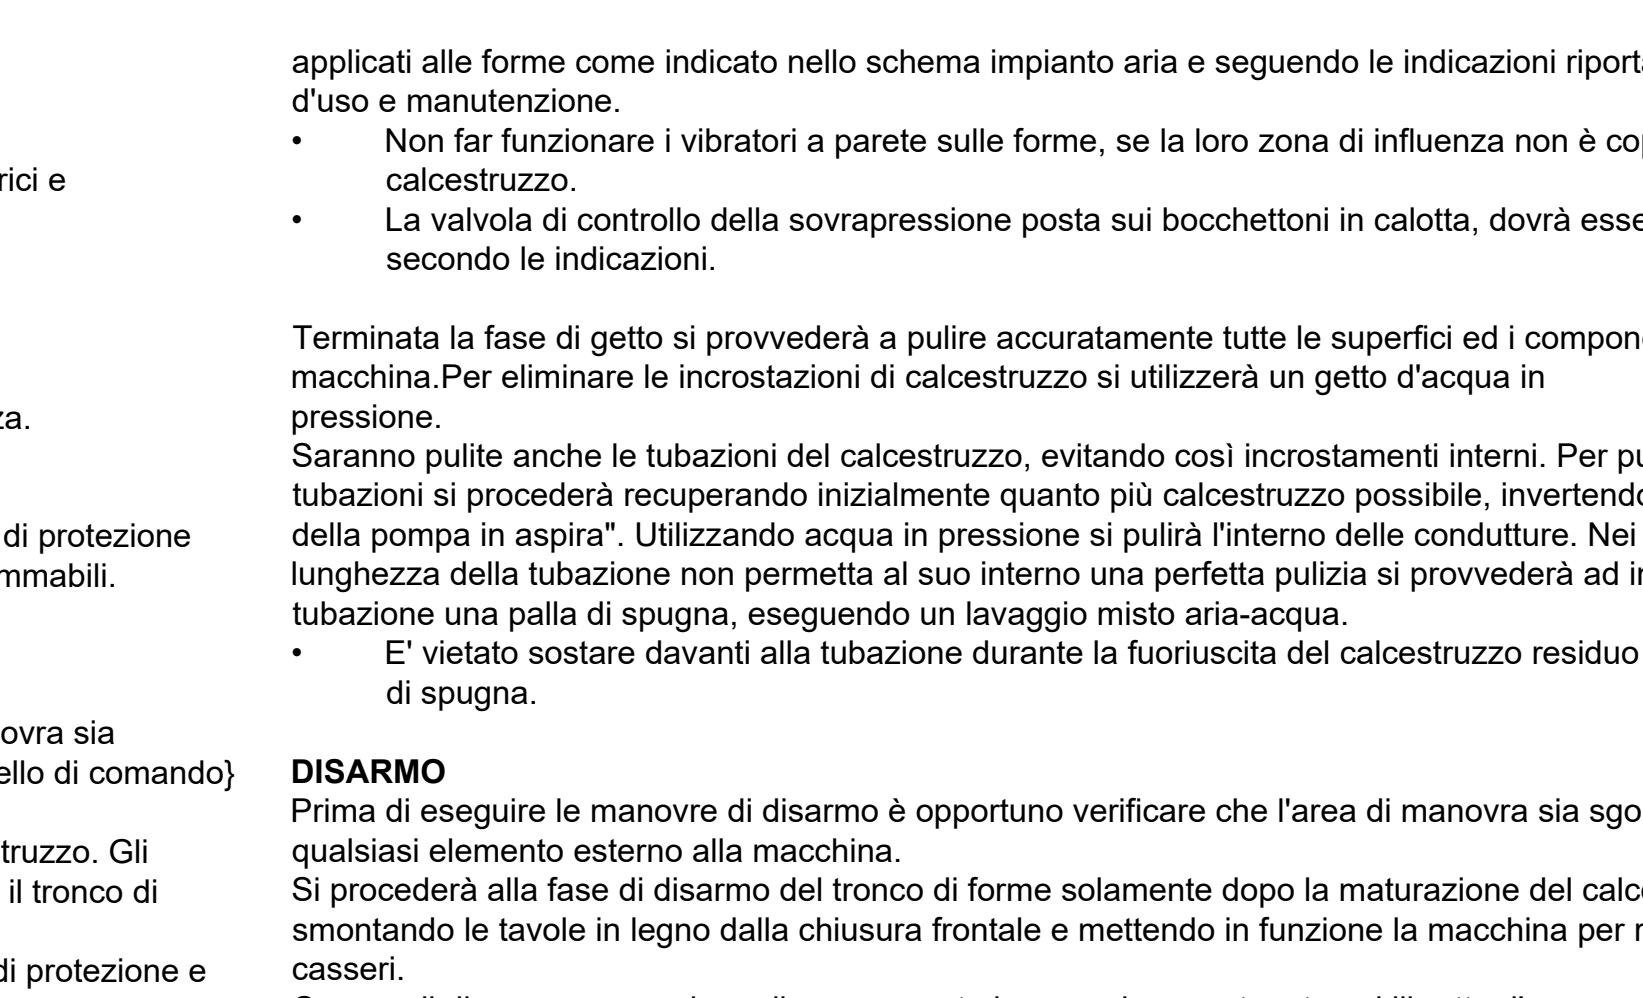 rici e
za.
di protezione
mmabili.
ovra sia
ello di comando}
truzzo. Gli
il tronco di
di protezione e
applicati alle forme come indicato nello schema impianto aria e seguendo le indicazioni riporta
d'uso e manutenzione.
• Non far funzionare i vibratori a parete sulle forme, se la loro zona di influenza non è cop
calcestruzzo.
• La valvola di controllo della sovrapressione posta sui bocchettoni in calotta, dovrà esse
secondo le indicazioni.
Terminata la fase di getto si provvederà a pulire accuratamente tutte le superfici ed i compone
macchina.Per eliminare le incrostazioni di calcestruzzo si utilizzerà un getto d'acqua in
pressione.
Saranno pulite anche le tubazioni del calcestruzzo, evitando così incrostamenti interni. Per pu
tubazioni si procederà recuperando inizialmente quanto più calcestruzzo possibile, invertendo
della pompa in aspira". Utilizzando acqua in pressione si pulirà l'interno delle condutture. Nei
lunghezza della tubazione non permetta al suo interno una perfetta pulizia si provvederà ad in
tubazione una palla di spugna, eseguendo un lavaggio misto aria-acqua.
• E' vietato sostare davanti alla tubazione durante la fuoriuscita del calcestruzzo residuo
di spugna.
DISARMO
Prima di eseguire le manovre di disarmo è opportuno verificare che l'area di manovra sia sgo
qualsiasi elemento esterno alla macchina.
Si procederà alla fase di disarmo del tronco di forme solamente dopo la maturazione del calce
smontando le tavole in legno dalla chiusura frontale e mettendo in funzione la macchina per
casseri.